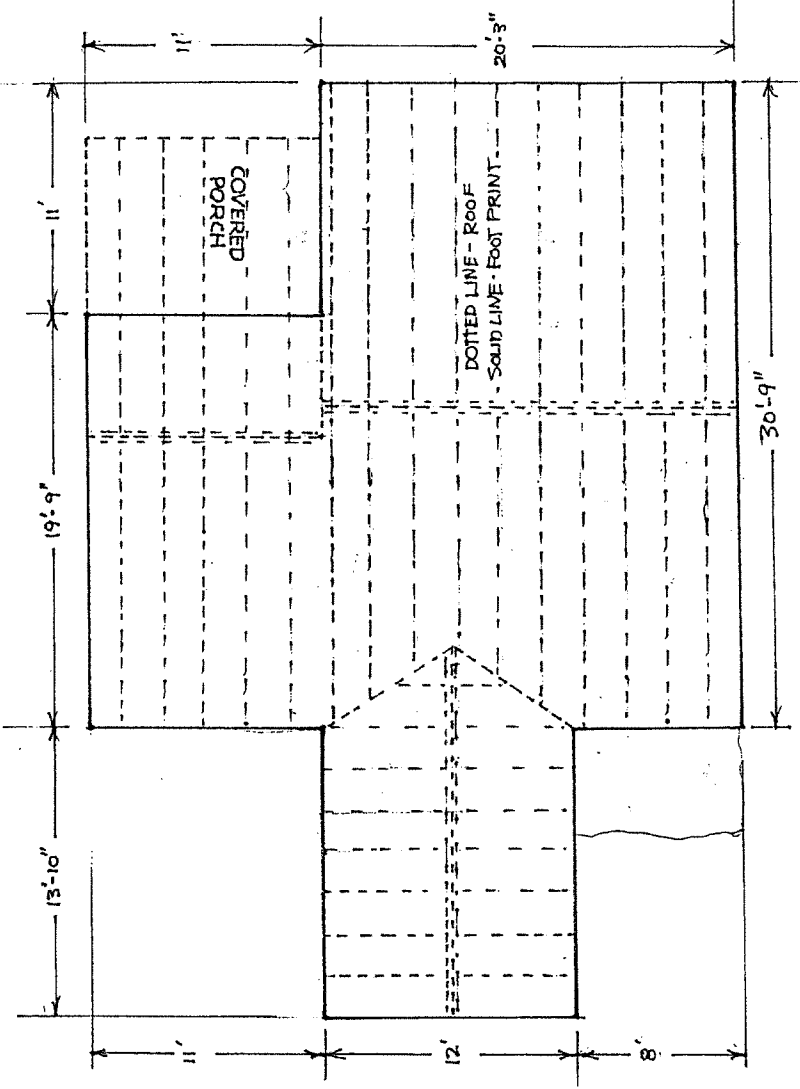 11'
20'-3"
11'
COVERED
PORCH
DOTTED LINE - ROOF
SOLID LINE - FOOT PRINT
19'-9"
30'-9"
13'-10"
11'
12'
8'